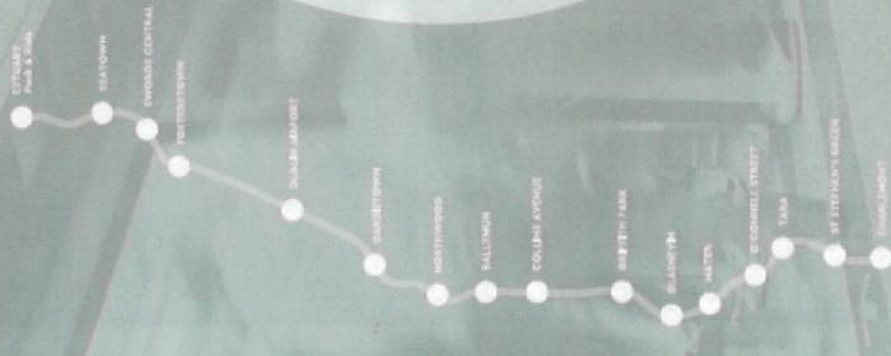 ESTUARY
Park & Ride
SEATOWN
SWORDS CENTRAL
FOSTERSTOWN
DUBLIN AIRPORT
DARDISTOWN
NORTHWOOD
BALLYMUN
COLLINS AVENUE
GRIFFITH PARK
GLASNEVIN
MATER
O'CONNELL STREET
TARA
ST STEPHEN'S GREEN
CHARLEMONT